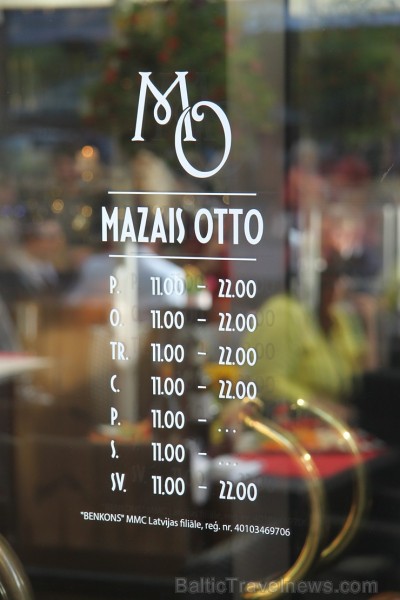 MO
MAZAIS OTTO
P. 11.00 – 22.00
O. 11.00 – 22.00
TR. 11.00 – 22.00
C. 11.00 – 22.00
P. 11.00 – ...
S. 11.00 – ...
SV. 11.00 – 22.00
"BENKONS" MMC Latvijas filiāle, reģ. nr. 40103469706
BalticTravelnews.com